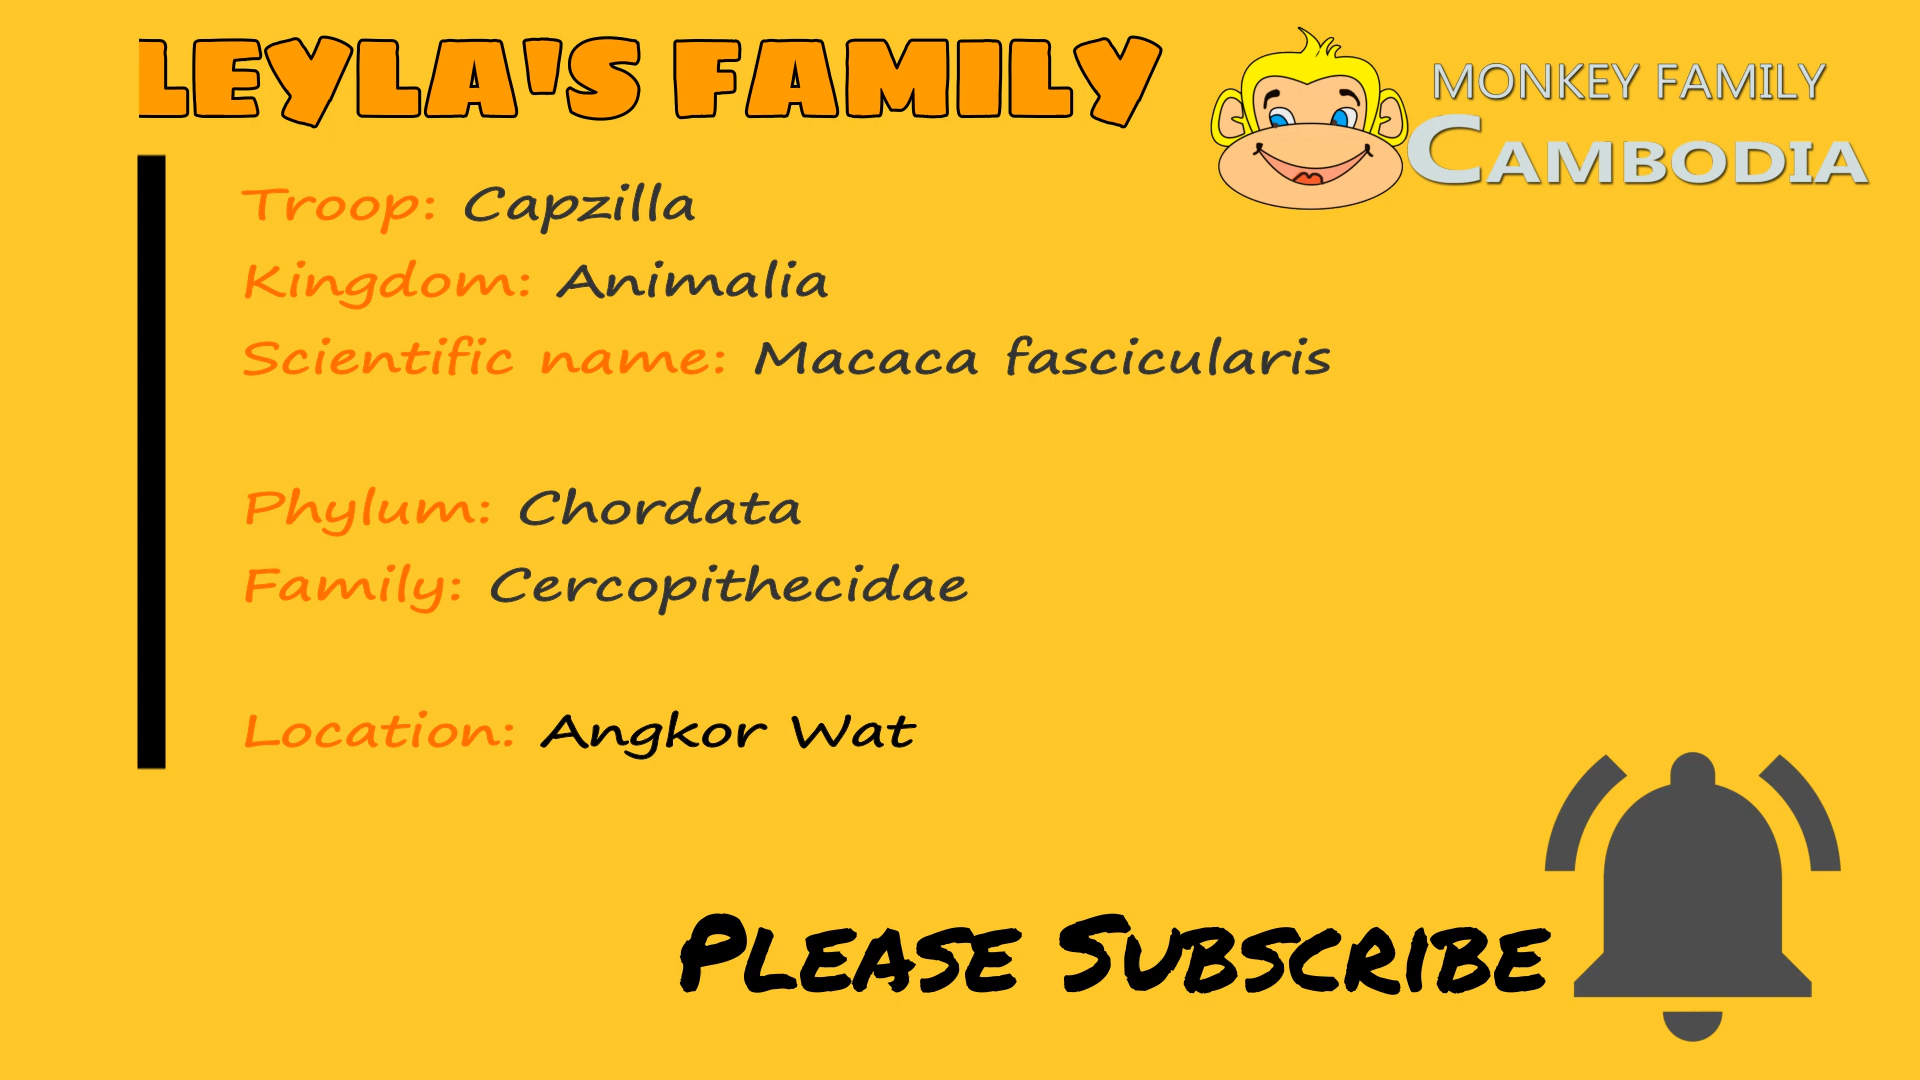 LEYLA'S FAMILY
MONKEY FAMILY
CAMBODIA
Troop: Capzilla
Kingdom: Animalia
Scientific name: Macaca fascicularis
Phylum: Chordata
Family: Cercopithecidae
Location: Angkor Wat
PLEASE SUBSCRIBE